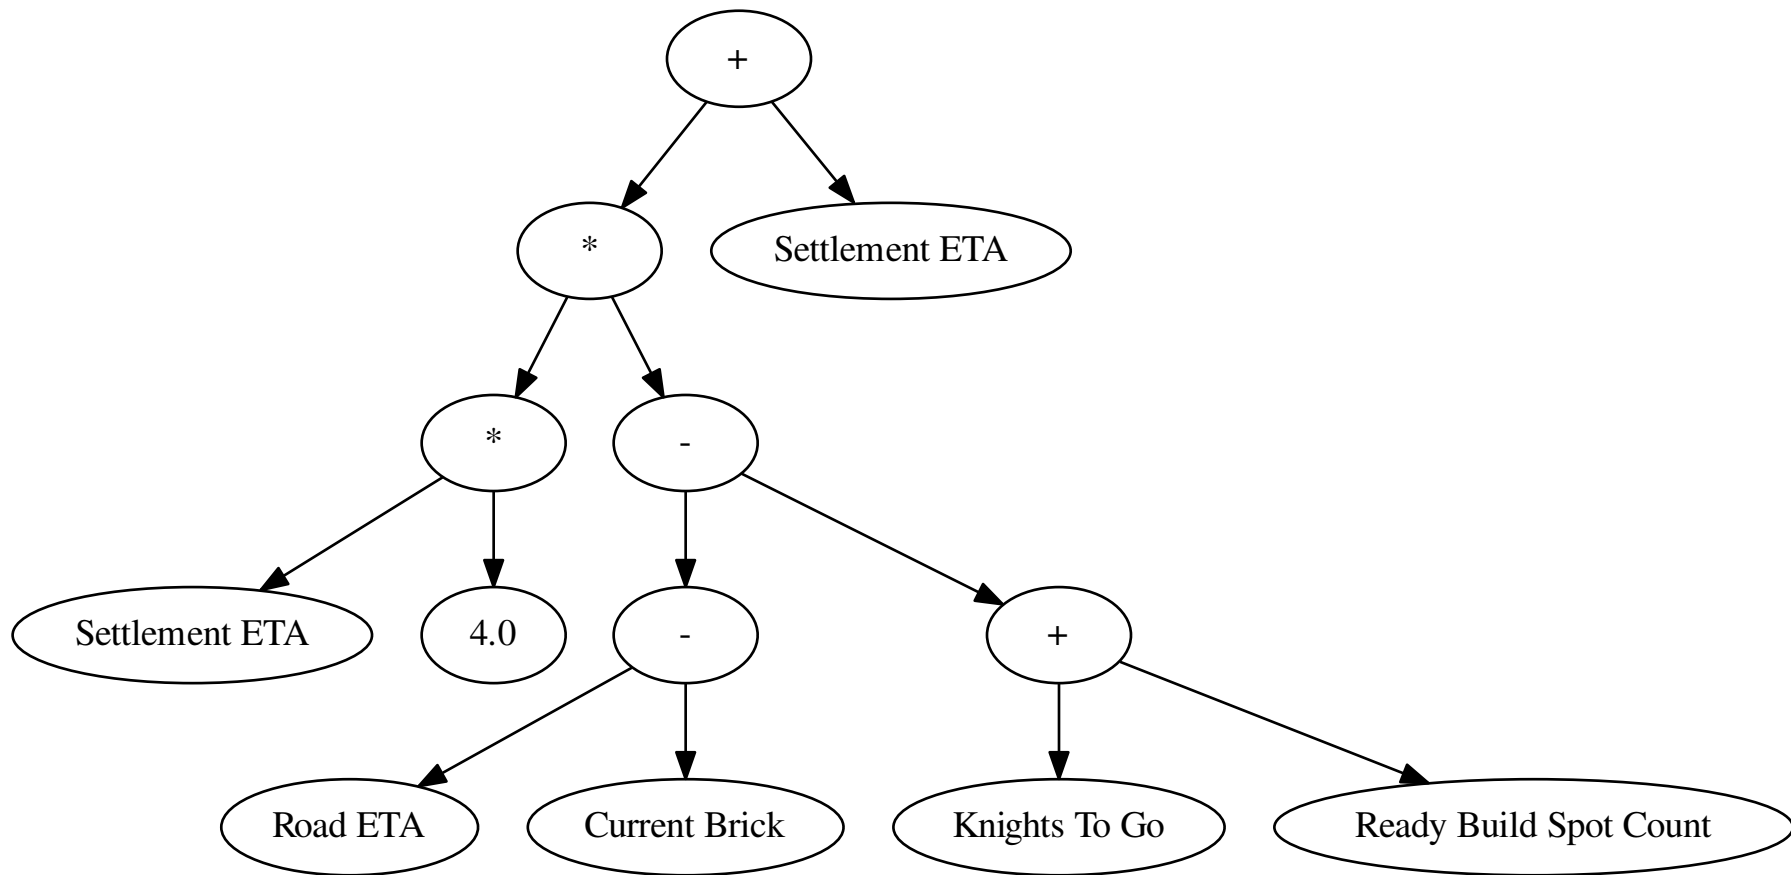 +
*
Settlement ETA
*
-
Settlement ETA
4.0
-
+
Road ETA
Current Brick
Knights To Go
Ready Build Spot Count